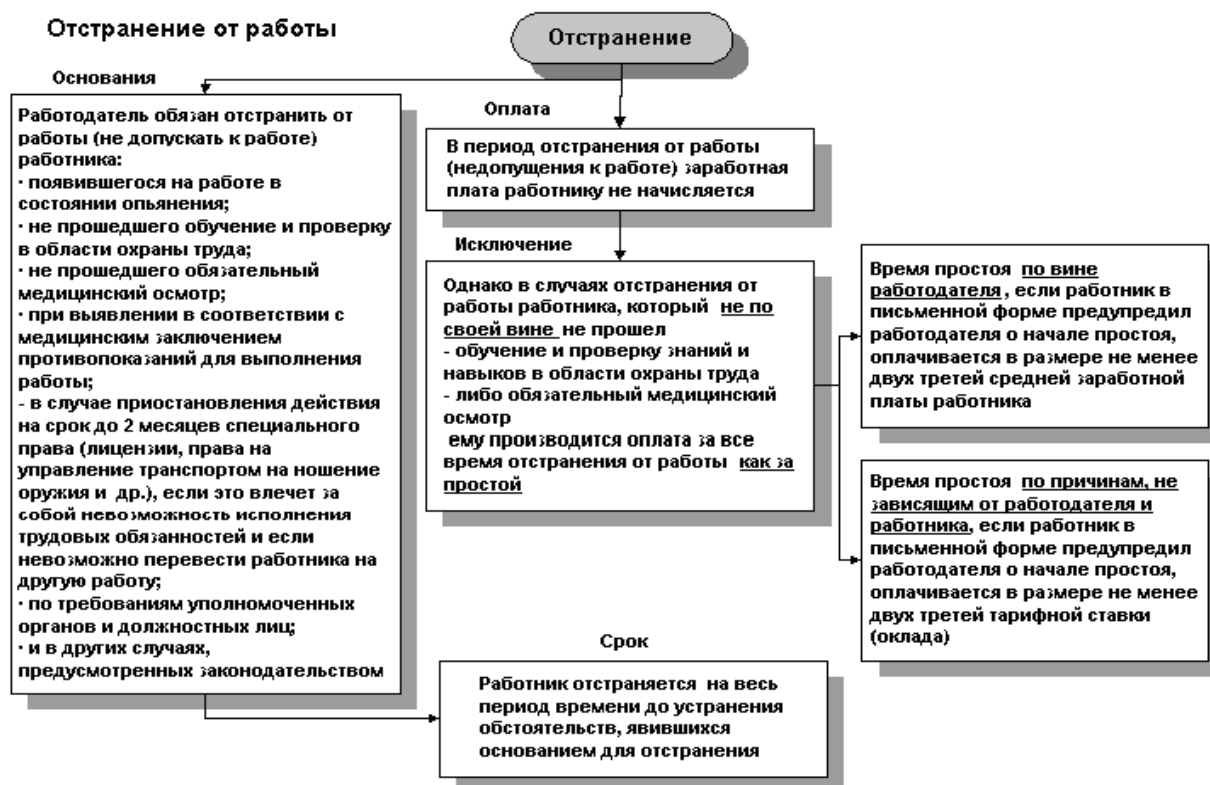 Отстранение от работы
Отстранение
Основания
Работодатель обязан отстранить от
работы (не допускать к работе)
работника:
· появившегося на работе в
состоянии опьянения;
· не прошедшего обучение и проверку
в области охраны труда;
· не прошедшего обязательный
медицинский осмотр;
· при выявлении в соответствии с
медицинским заключением
противопоказаний для выполнения
работы;
- в случае приостановления действия
на срок до 2 месяцев специального
права (лицензии, права на
управление транспортом на ношение
оружия и др.), если это влечет за
собой невозможность исполнения
трудовых обязанностей и если
невозможно перевести работника на
другую работу;
· по требованиям уполномоченных
органов и должностных лиц;
· и в других случаях,
предусмотренных законодательством
Оплата
В период отстранения от работы
(недопущения к работе) заработная
плата работнику не начисляется
Исключение
Однако в случаях отстранения от
работы работника, который не по
своей вине не прошел
- обучение и проверку знаний и
навыков в области охраны труда
- либо обязательный медицинский
осмотр
ему производится оплата за все
время отстранения от работы как за
простой
Время простоя по вине
работодателя, если работник в
письменной форме предупредил
работодателя о начале простоя,
оплачивается в размере не менее
двух третей средней заработной
платы работника
Время простоя по причинам, не
зависящим от работодателя и
работника, если работник в
письменной форме предупредил
работодателя о начале простоя,
оплачивается в размере не менее
двух третей тарифной ставки
(оклада)
Срок
Работник отстраняется на весь
период времени до устранения
обстоятельств, явившихся
основанием для отстранения